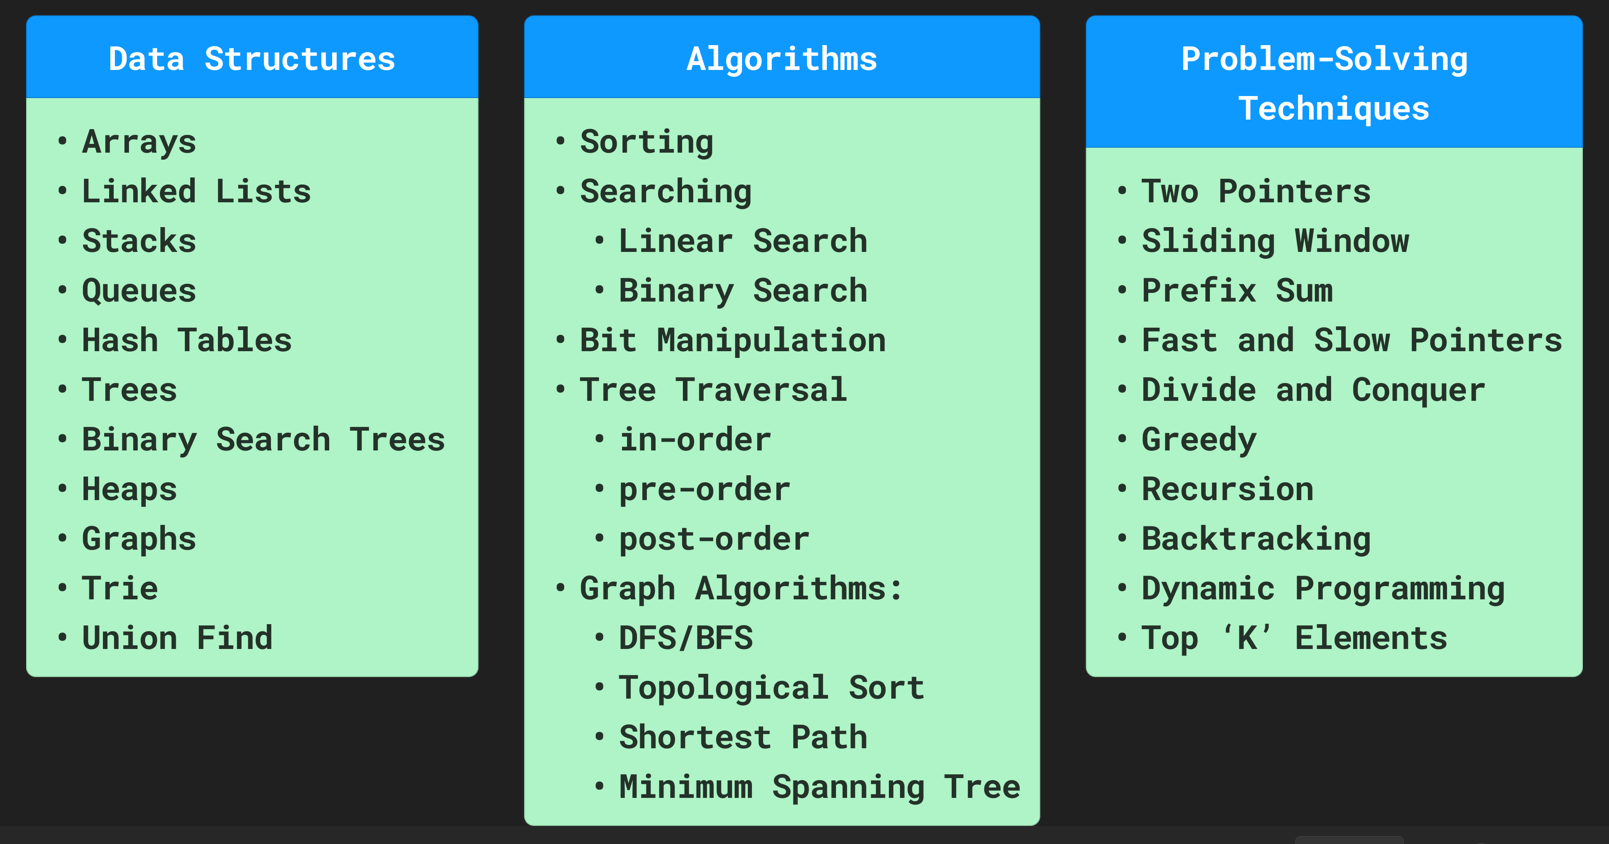 Data Structures
• Arrays
• Linked Lists
• Stacks
• Queues
• Hash Tables
• Trees
• Binary Search Trees
• Heaps
• Graphs
• Trie
• Union Find
Algorithms
• Sorting
• Searching
• Linear Search
• Binary Search
• Bit Manipulation
• Tree Traversal
• in-order
• pre-order
• post-order
• Graph Algorithms:
• DFS/BFS
• Topological Sort
• Shortest Path
• Minimum Spanning Tree
Problem-Solving
Techniques
• Two Pointers
• Sliding Window
• Prefix Sum
• Fast and Slow Pointers
• Divide and Conquer
• Greedy
• Recursion
• Backtracking
• Dynamic Programming
• Top ‘K’ Elements